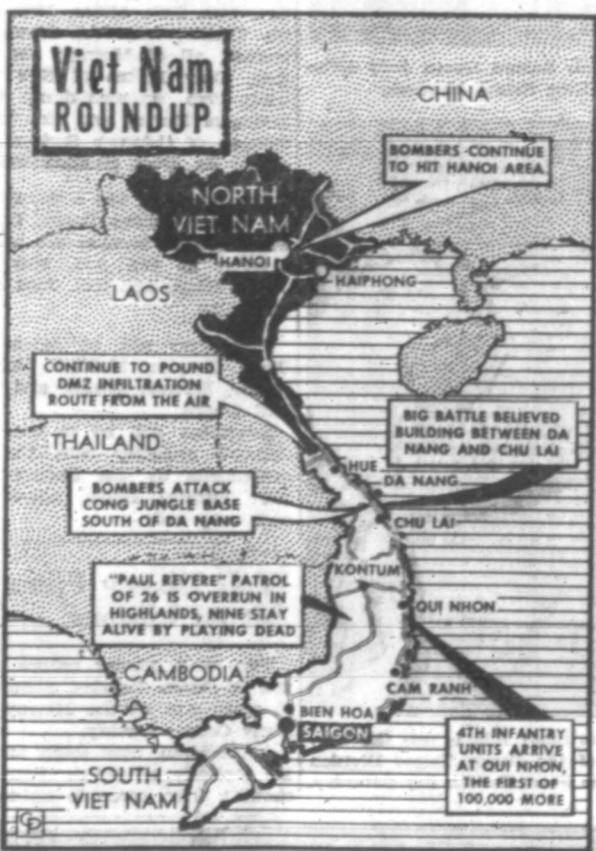 Viet Nam
ROUNDUP
CHINA
BOMBERS CONTINUE
TO HIT HANOI AREA
NORTH
VIET NAM
HANOI
HAIPHONG
LAOS
CONTINUE TO POUND
DMZ INFILTRATION
ROUTE FROM THE AIR
BIG BATTLE BELIEVED
BUILDING BETWEEN DA
NANG AND CHU LAI
THAILAND
HUE
DA NANG
BOMBERS ATTACK
CONG JUNGLE BASE
SOUTH OF DA NANG
CHU LAI
KONTUM
"PAUL REVERE" PATROL
OF 26 IS OVERRUN IN
HIGHLANDS, NINE STAY
ALIVE BY PLAYING DEAD
QUI NHON
CAMBODIA
CAM RANH
BIEN HOA
SAIGON
4TH INFANTRY
UNITS ARRIVE
AT QUI NHON,
THE FIRST OF
100,000 MORE
SOUTH
VIET NAM
CP